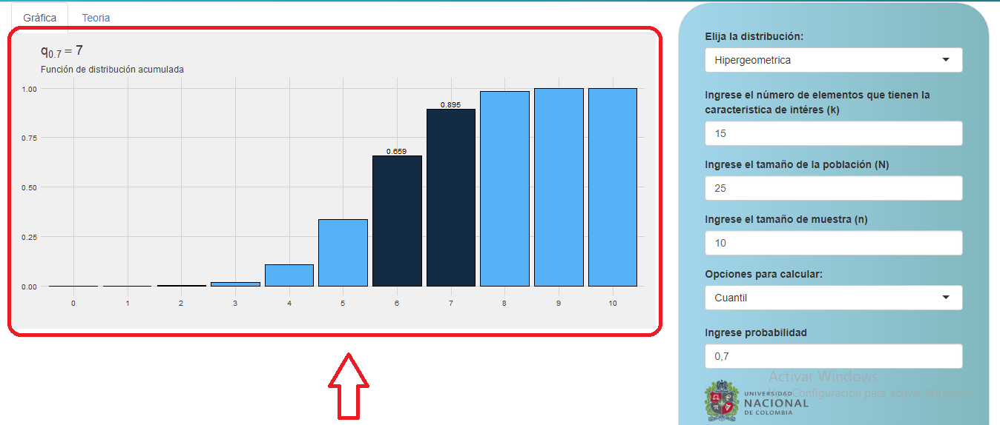 Gráfica
Teoria
q0.7 = 7
Función de distribución acumulada
1.00
0.75
0.50
0.25
0.00
0.659
0.895
0 1 2 3 4 5 6 7 8 9 10
Elija la distribución:
Hipergeometrica
Ingrese el número de elementos que tienen la
caracteristica de intéres (k)
15
Ingrese el tamaño de la población (N)
25
Ingrese el tamaño de muestra (n)
10
Opciones para calcular:
Cuantil
Ingrese probabilidad
0,7
Activar Windows
Configuración para activar Windows
UNIVERSIDAD
NACIONAL
DE COLOMBIA